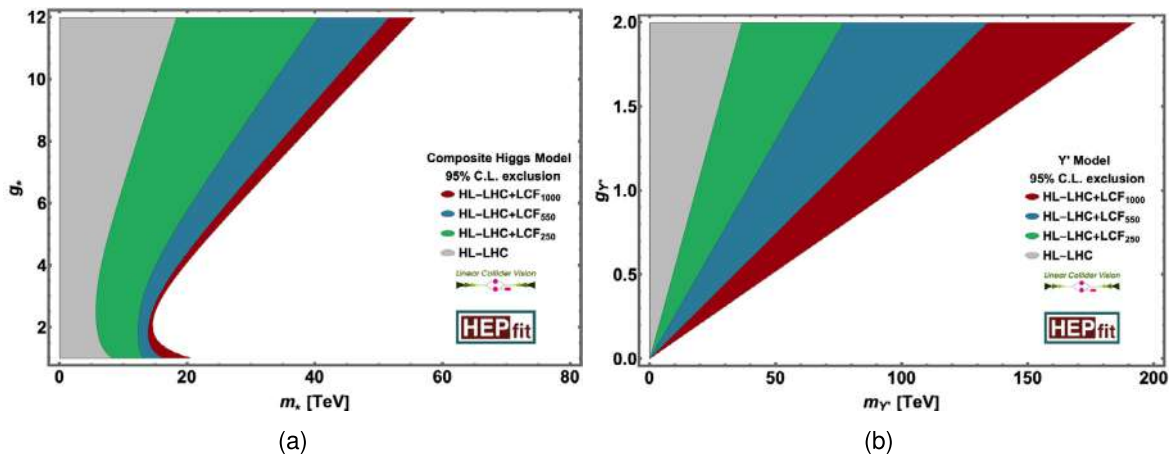 12
10
8
6
4
2
g⋆
0
20
40
60
80
m⋆ [TeV]
Composite Higgs Model
95% C.L. exclusion
HL-LHC+LCF₁₀₀₀
HL-LHC+LCF₅₅₀
HL-LHC+LCF₂₅₀
HL-LHC
Linear Collider Vision
HEPfit
(a)
2.0
1.5
1.0
0.5
0.0
gY'
0
50
100
150
200
mY' [TeV]
Y' Model
95% C.L. exclusion
HL-LHC+LCF₁₀₀₀
HL-LHC+LCF₅₅₀
HL-LHC+LCF₂₅₀
HL-LHC
Linear Collider Vision
HEPfit
(b)